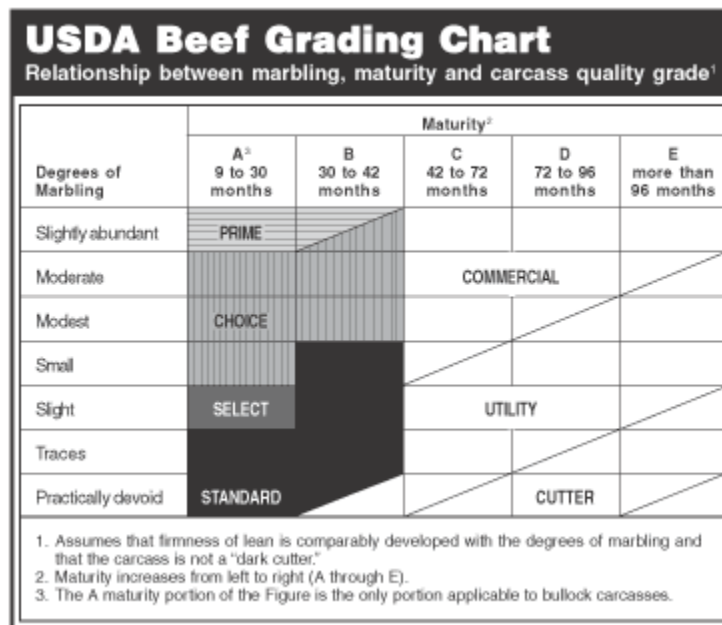 USDA Beef Grading Chart
Relationship between marbling, maturity and carcass quality grade¹
Maturity²
Degrees of
Marbling
A³
9 to 30
months
B
30 to 42
months
C
42 to 72
months
D
72 to 96
months
E
more than
96 months
Slightly abundant
PRIME
Moderate
COMMERCIAL
Modest
CHOICE
Small
Slight
SELECT
UTILITY
Traces
Practically devoid
STANDARD
CUTTER
1. Assumes that firmness of lean is comparably developed with the degrees of marbling and
that the carcass is not a “dark cutter.”
2. Maturity increases from left to right (A through E).
3. The A maturity portion of the Figure is the only portion applicable to bullock carcasses.